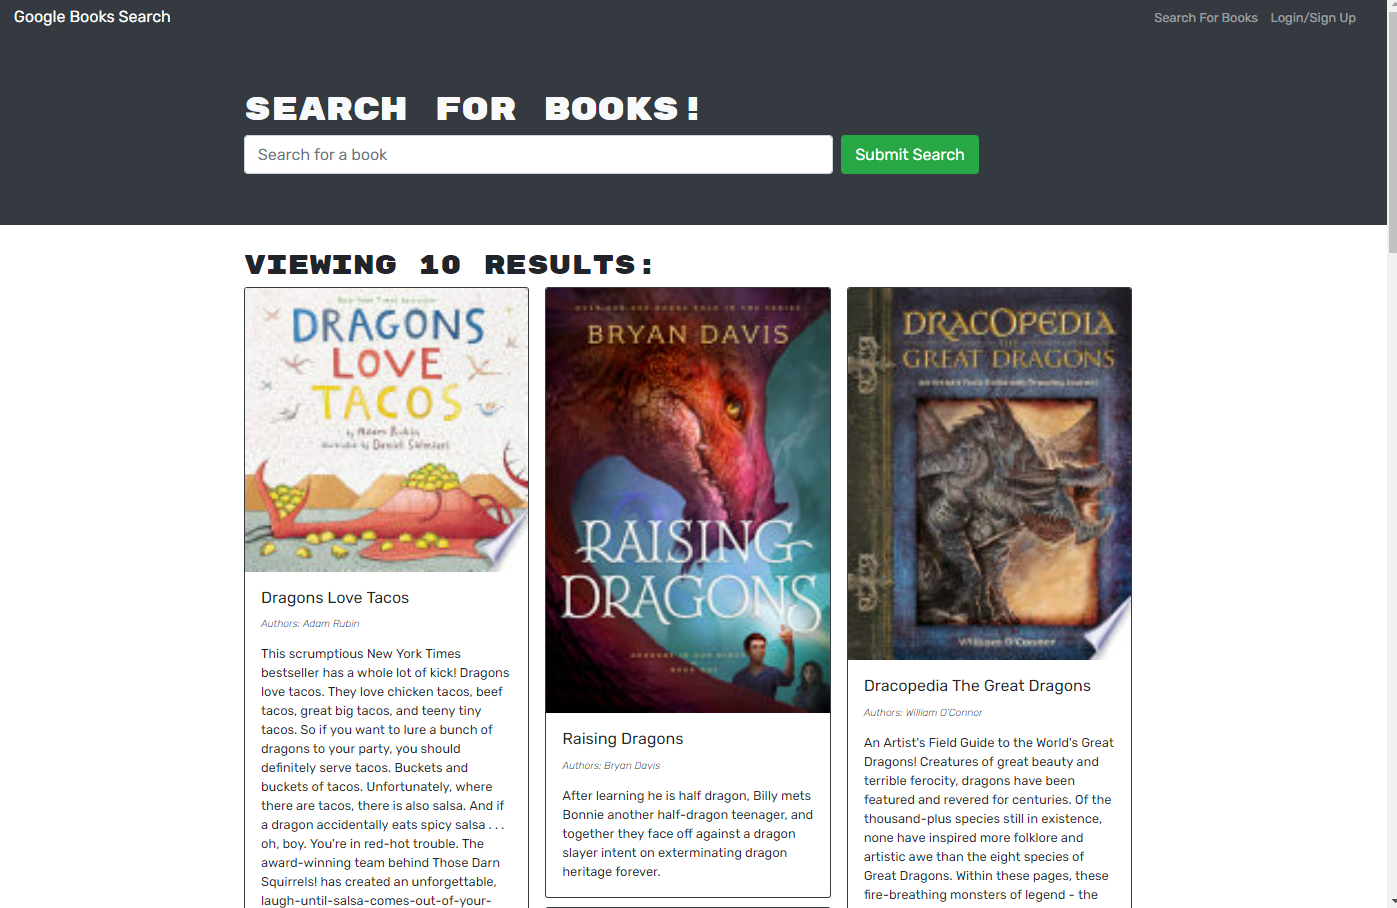 Google Books Search
Search For Books
Login/Sign Up
SEARCH FOR BOOKS!
Search for a book
Submit Search
VIEWING 10 RESULTS:
New York Times bestseller
DRAGONS
LOVE
TACOS
by Adam Rubin
illustrated by Daniel Salmieri
Dragons Love Tacos
Authors: Adam Rubin
This scrumptious New York Times
bestseller has a whole lot of kick! Dragons
love tacos. They love chicken tacos, beef
tacos, great big tacos, and teeny tiny
tacos. So if you want to lure a bunch of
dragons to your party, you should
definitely serve tacos. Buckets and
buckets of tacos. Unfortunately, where
there are tacos, there is also salsa. And if
a dragon accidentally eats spicy salsa . . .
oh, boy. You're in red-hot trouble. The
award-winning team behind Those Darn
Squirrels! has created an unforgettable,
laugh-until-salsa-comes-out-of-your-
BRYAN DAVIS
RAISING
DRAGONS
Raising Dragons
Authors: Bryan Davis
After learning he is half dragon, Billy mets
Bonnie another half-dragon teenager, and
together they face off against a dragon
slayer intent on exterminating dragon
heritage forever.
DRACOPEDIA
THE
GREAT DRAGONS
William O'Connor
Dracopedia The Great Dragons
Authors: William O'Connor
An Artist's Field Guide to the World's Great
Dragons! Creatures of great beauty and
terrible ferocity, dragons have been
featured and revered for centuries. Of the
thousand-plus species still in existence,
none have inspired more folklore and
artistic awe than the eight species of
Great Dragons. Within these pages, these
fire-breathing monsters of legend - the